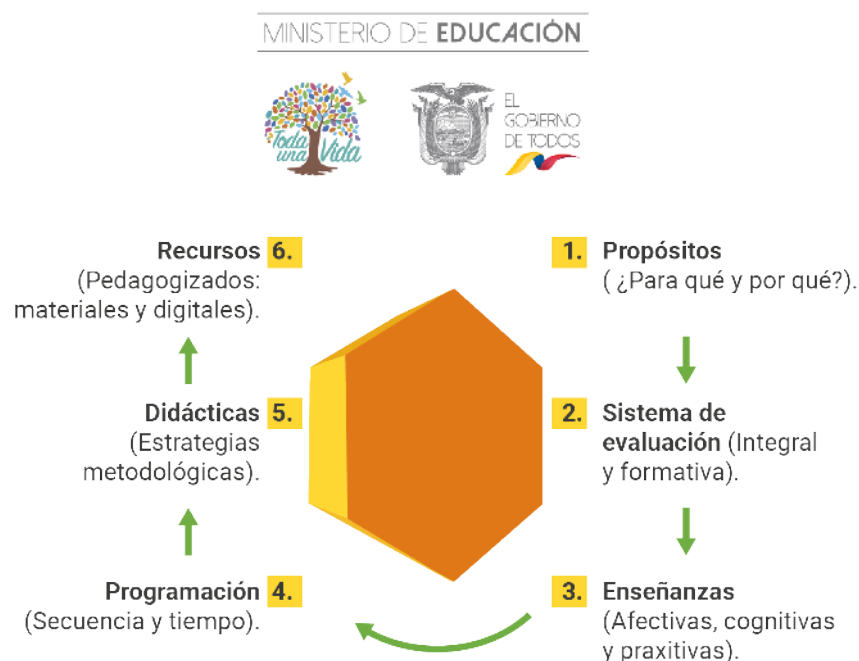 MINISTERIO DE EDUCACIÓN
Toda
una Vida
EL
GOBIERNO
DE TODOS
1. Propósitos
( ¿Para qué y por qué?).
2. Sistema de
evaluación (Integral
y formativa).
3. Enseñanzas
(Afectivas, cognitivas
y praxitivas).
Programación 4.
(Secuencia y tiempo).
Didácticas 5.
(Estrategias
metodológicas).
Recursos 6.
(Pedagogizados:
materiales y digitales).